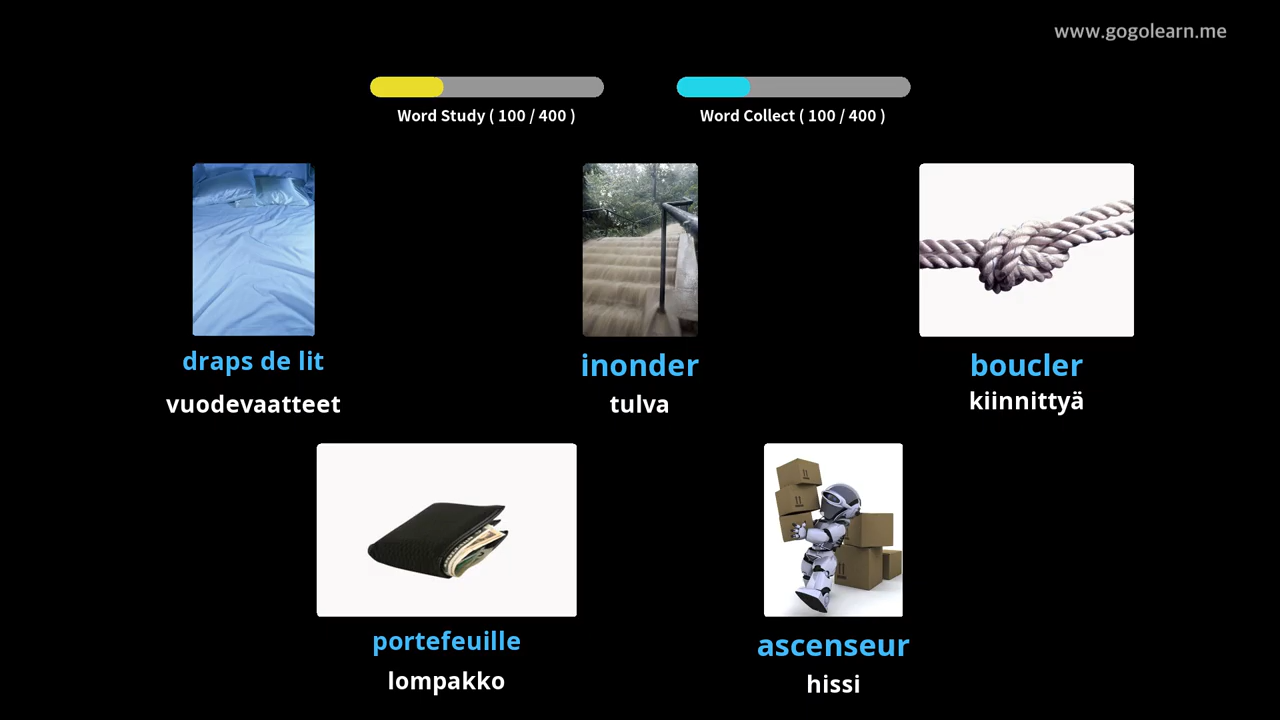 www.gogolearn.me
Word Study ( 100 / 400 )
Word Collect ( 100 / 400 )
draps de lit
vuodevaatteet
inonder
tulva
boucler
kiinnittyä
portefeuille
lompakko
ascenseur
hissi